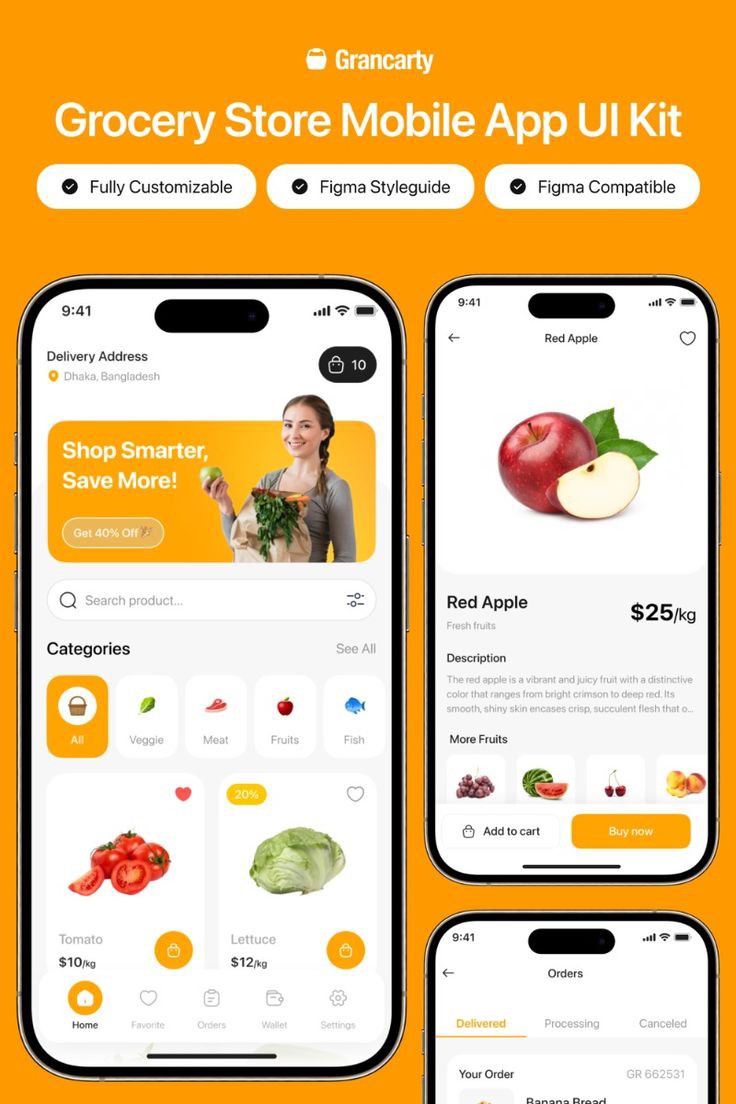 Grancarty
Grocery Store Mobile App UI Kit
Fully Customizable
Figma Styleguide
Figma Compatible
9:41
Delivery Address
Dhaka, Bangladesh
10
Shop Smarter,
Save More!
Get 40% Off
Search product...
Categories
See All
All
Veggie
Meat
Fruits
Fish
20%
Tomato
$10/kg
Lettuce
$12/kg
Home
Favorite
Orders
Wallet
Settings
9:41
Red Apple
Red Apple
$25/kg
Fresh fruits
Description
The red apple is a vibrant and juicy fruit with a distinctive
color that ranges from bright crimson to deep red. Its
smooth, shiny skin encases crisp, succulent flesh that o...
More Fruits
Add to cart
Buy now
9:41
Orders
Delivered
Processing
Canceled
Your Order
GR 662531
Banana Bread